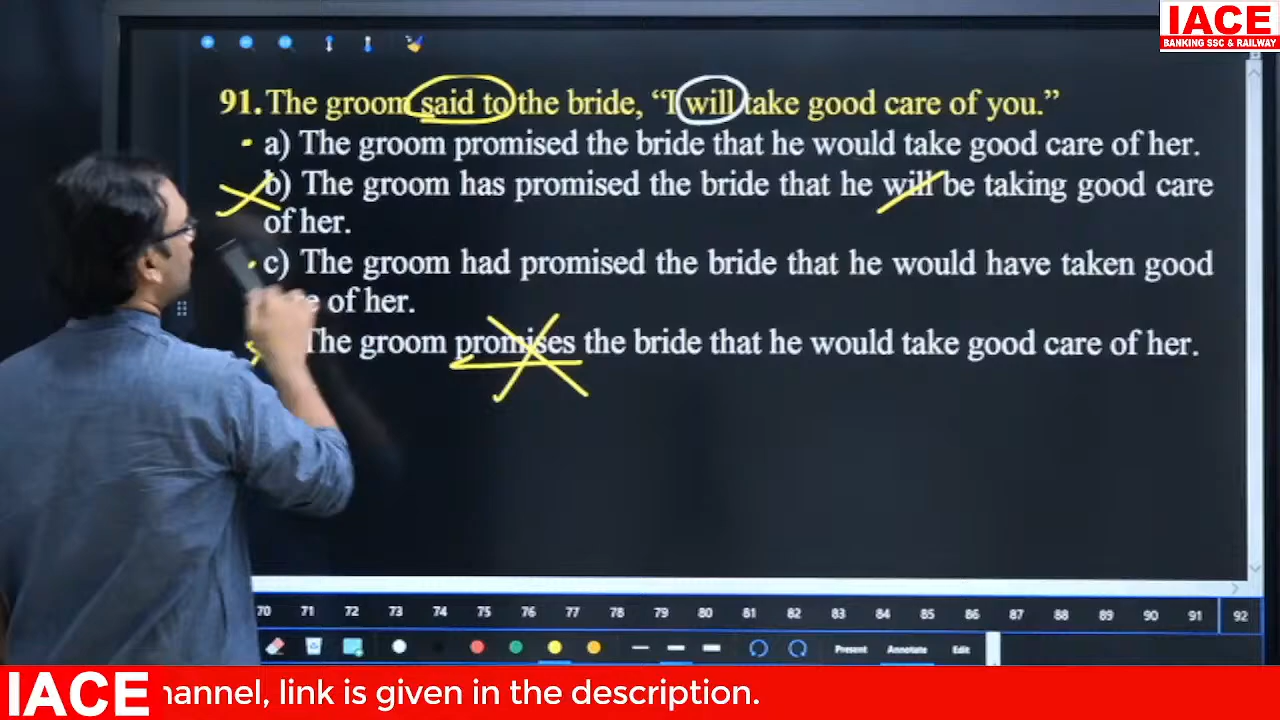 IACE
BANKING SSC & RAILWAY
91. The groom said to the bride, “I will take good care of you.”
a) The groom promised the bride that he would take good care of her.
b) The groom has promised the bride that he will be taking good care
of her.
c) The groom had promised the bride that he would have taken good
of her.
The groom promises the bride that he would take good care of her.
70 71 72 73 74 75 76 77 78 79 80 81 82 83 84 85 86 87 88 89 90 91 92
Present Annotate Edit
IACE hannel, link is given in the description.